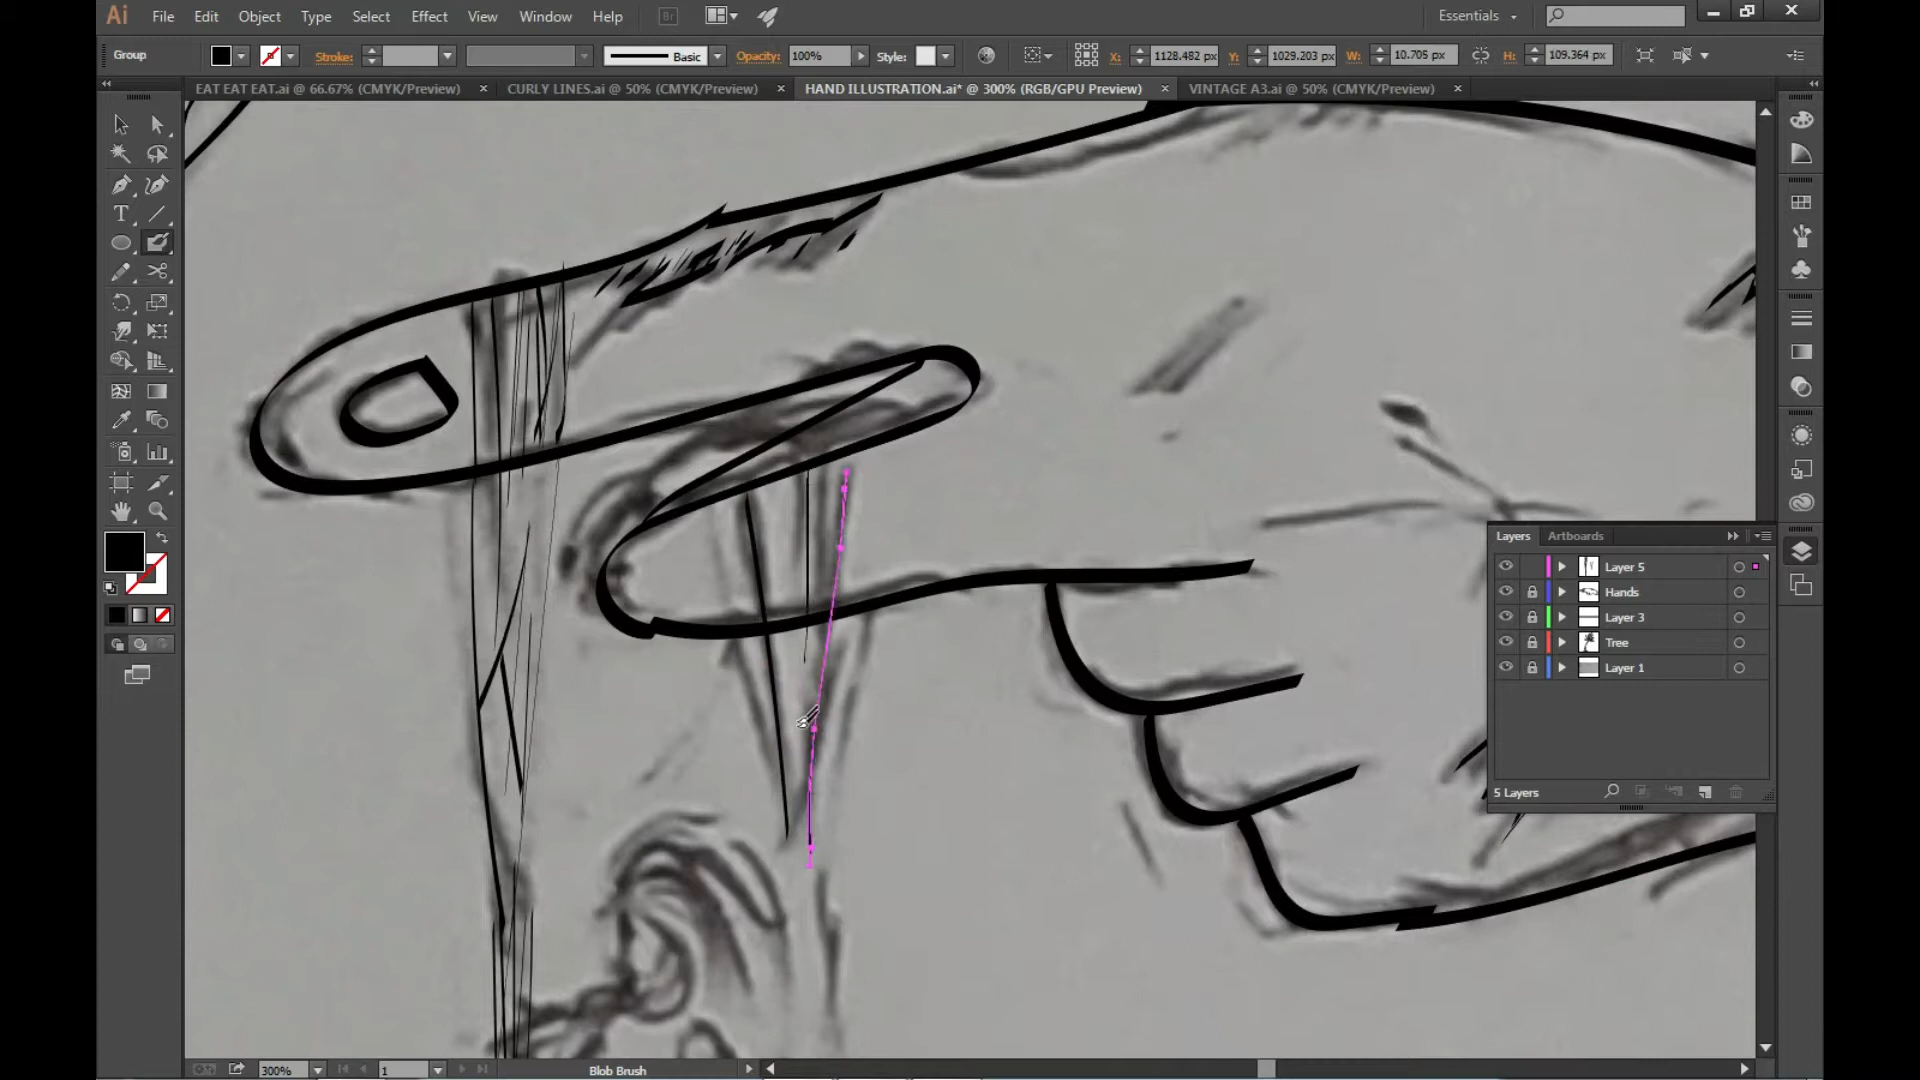 Ai File Edit Object Type Select Effect View Window Help Br Essentials
Group Stroke: Basic Opacity: 100% Style: X: 1128.482 px Y: 1029.203 px W: 10.705 px H: 109.364 px
EAT EAT EAT.ai @ 66.67% (CMYK/Preview) × CURLY LINES.ai @ 50% (CMYK/Preview) × HAND ILLUSTRATION.ai* @ 300% (RGB/GPU Preview) × VINTAGE A3.ai @ 50% (CMYK/Preview) ×
T
Layers Artboards
Layer 5
Hands
Layer 3
Tree
Layer 1
5 Layers
300% 1 Blob Brush